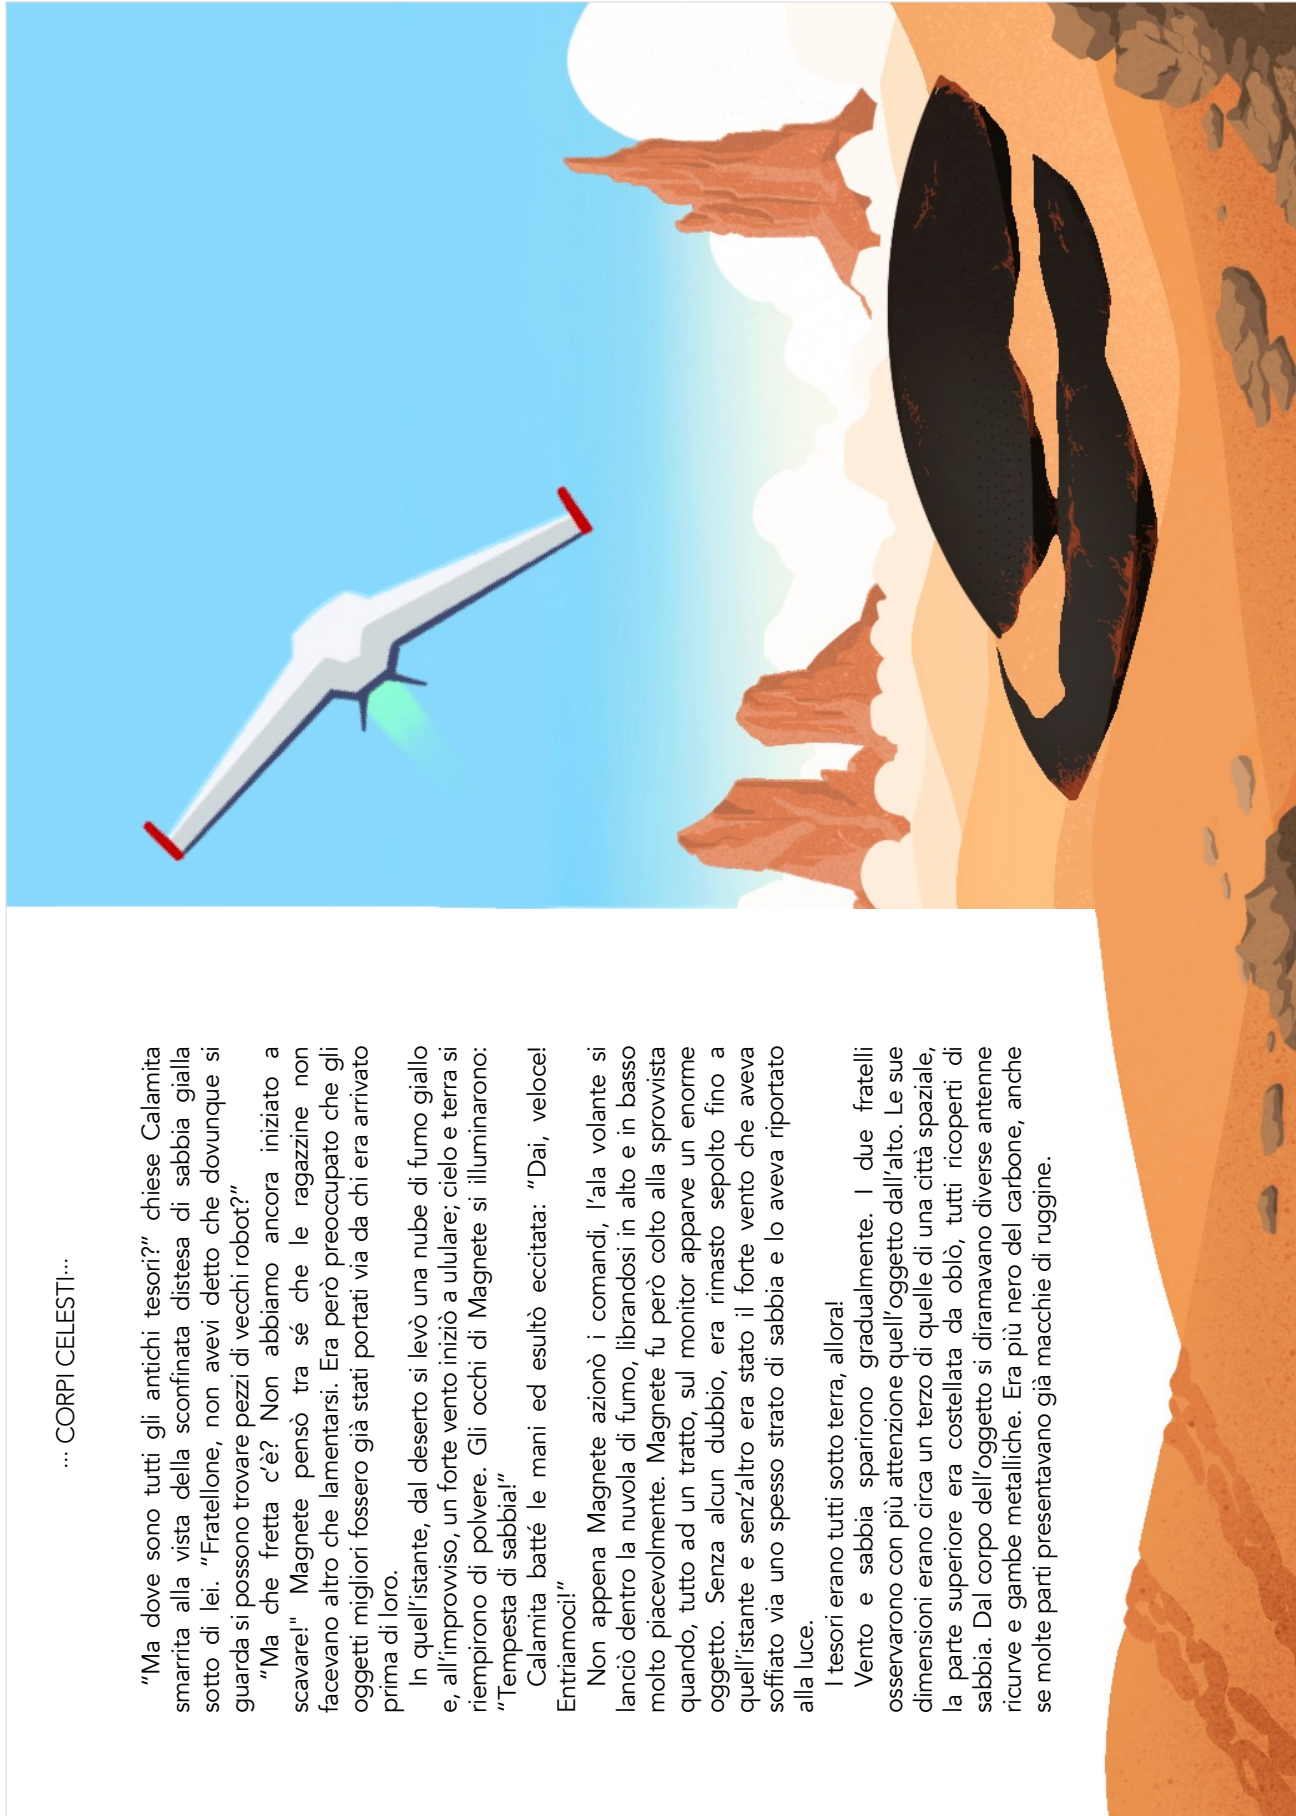 ... CORPI CELESTI...
“Ma dove sono tutti gli antichi tesori?” chiese Calamita
smarrita alla vista della sconfinata distesa di sabbia gialla
sotto di lei. “Fratellone, non avevi detto che dovunque si
guarda si possono trovare pezzi di vecchi robot?”
“Ma che fretta c’è? Non abbiamo ancora iniziato a
scavare!" Magnete pensò tra sé che le ragazzine non
facevano altro che lamentarsi. Era però preoccupato che gli
oggetti migliori fossero già stati portati via da chi era arrivato
prima di loro.
In quell’istante, dal deserto si levò una nube di fumo giallo
e, all’improvviso, un forte vento iniziò a ululare; cielo e terra si
riempirono di polvere. Gli occhi di Magnete si illuminarono:
“Tempesta di sabbia!”
Calamita batté le mani ed esultò eccitata: “Dai, veloce!
Entriamoci!”
Non appena Magnete azionò i comandi, l’ala volante si
lanciò dentro la nuvola di fumo, librandosi in alto e in basso
molto piacevolmente. Magnete fu però colto alla sprovvista
quando, tutto ad un tratto, sul monitor apparve un enorme
oggetto. Senza alcun dubbio, era rimasto sepolto fino a
quell’istante e senz’altro era stato il forte vento che aveva
soffiato via uno spesso strato di sabbia e lo aveva riportato
alla luce.
I tesori erano tutti sotto terra, allora!
Vento e sabbia sparirono gradualmente. I due fratelli
osservarono con più attenzione quell’oggetto dall’alto. Le sue
dimensioni erano circa un terzo di quelle di una città spaziale,
la parte superiore era costellata da oblò, tutti ricoperti di
sabbia. Dal corpo dell’oggetto si diramavano diverse antenne
ricurve e gambe metalliche. Era più nero del carbone, anche
se molte parti presentavano già macchie di ruggine.